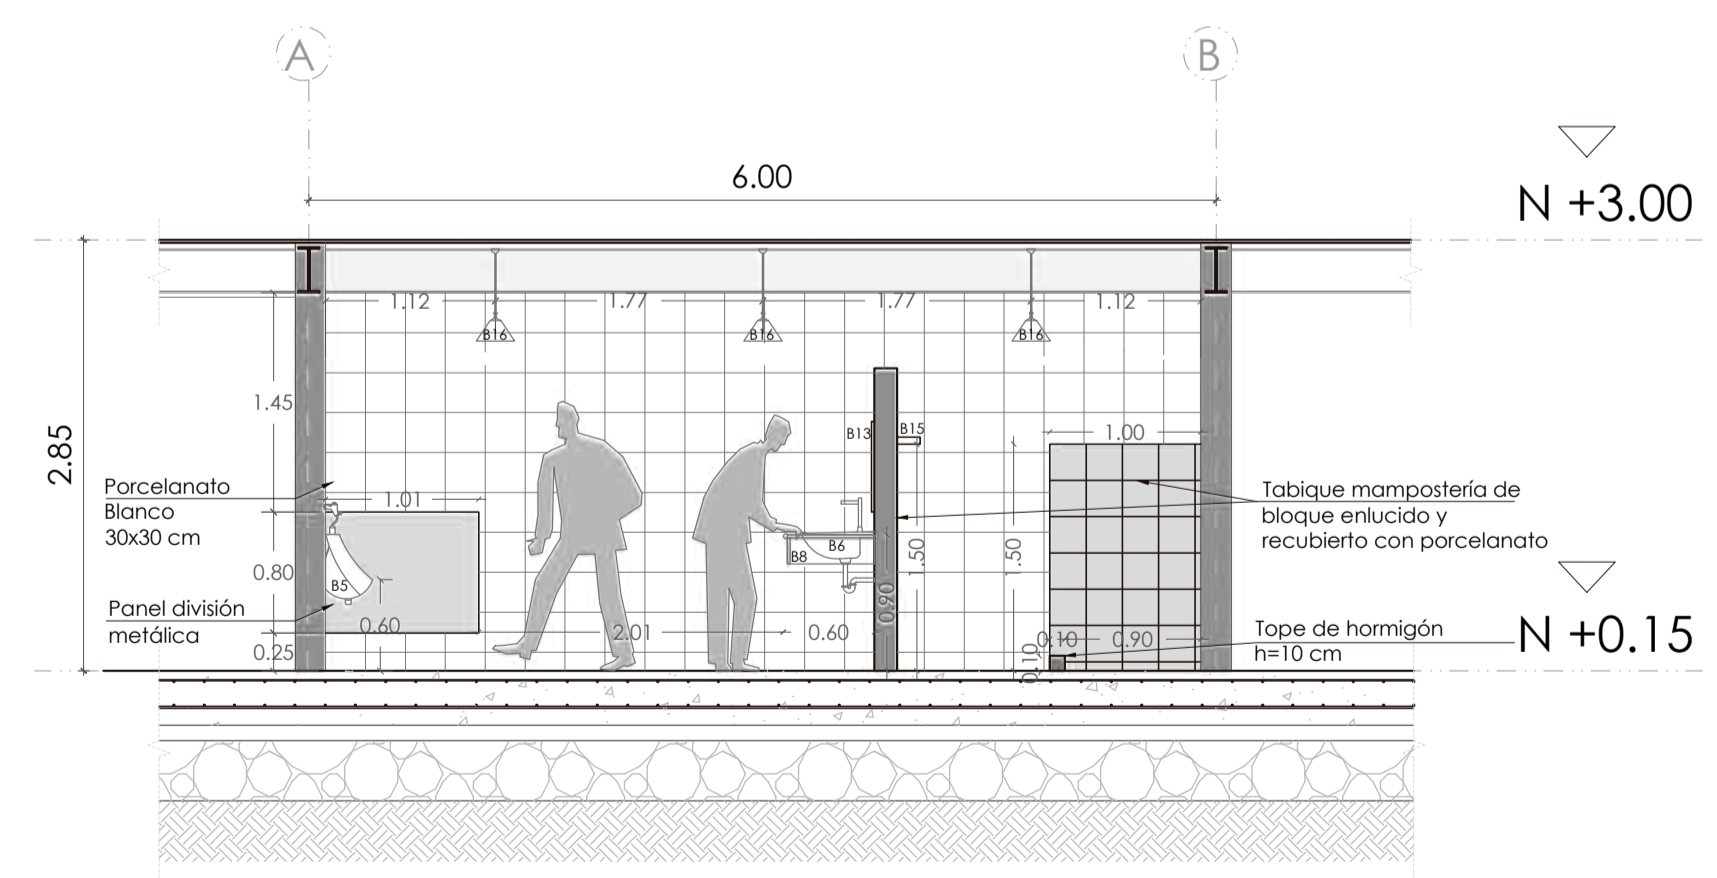 A
B
6.00
N +3.00
1.12
1.77
1.77
1.12
B16
B16
B16
1.45
2.85
B13
B15
1.00
Porcelanato
Blanco
30x30 cm
1.01
Tabique mampostería de
bloque enlucido y
recubierto con porcelanato
B6
B8
1.50
1.50
0.80
B5
0.90
Panel división
metálica
0.60
2.01
0.60
0.10
0.90
Tope de hormigón
h=10 cm
N +0.15
0.25
0.10